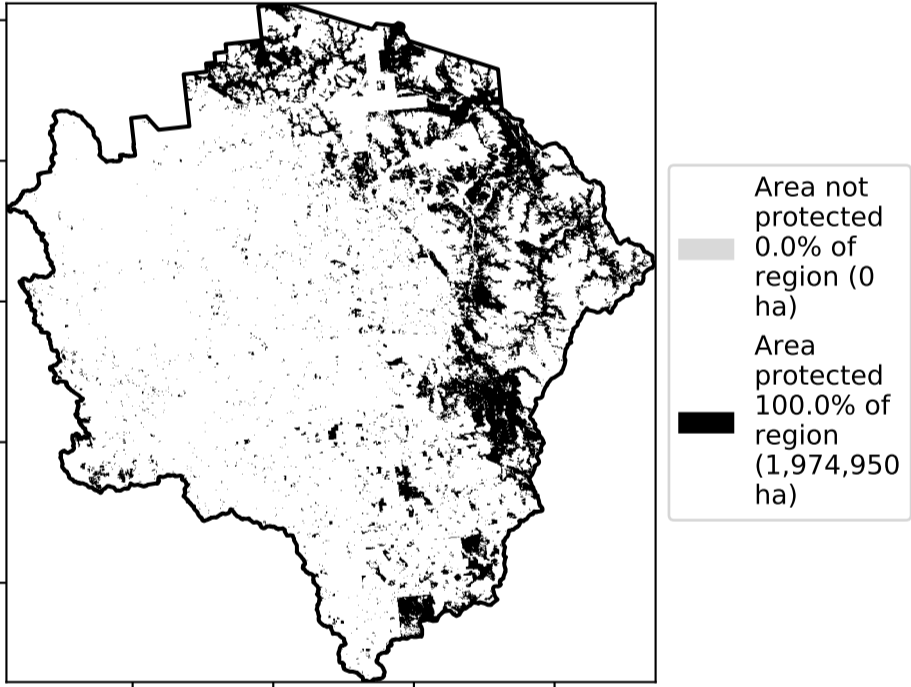 Area not
protected
0.0% of
region (0
ha)
Area
protected
100.0% of
region
(1,974,950
ha)